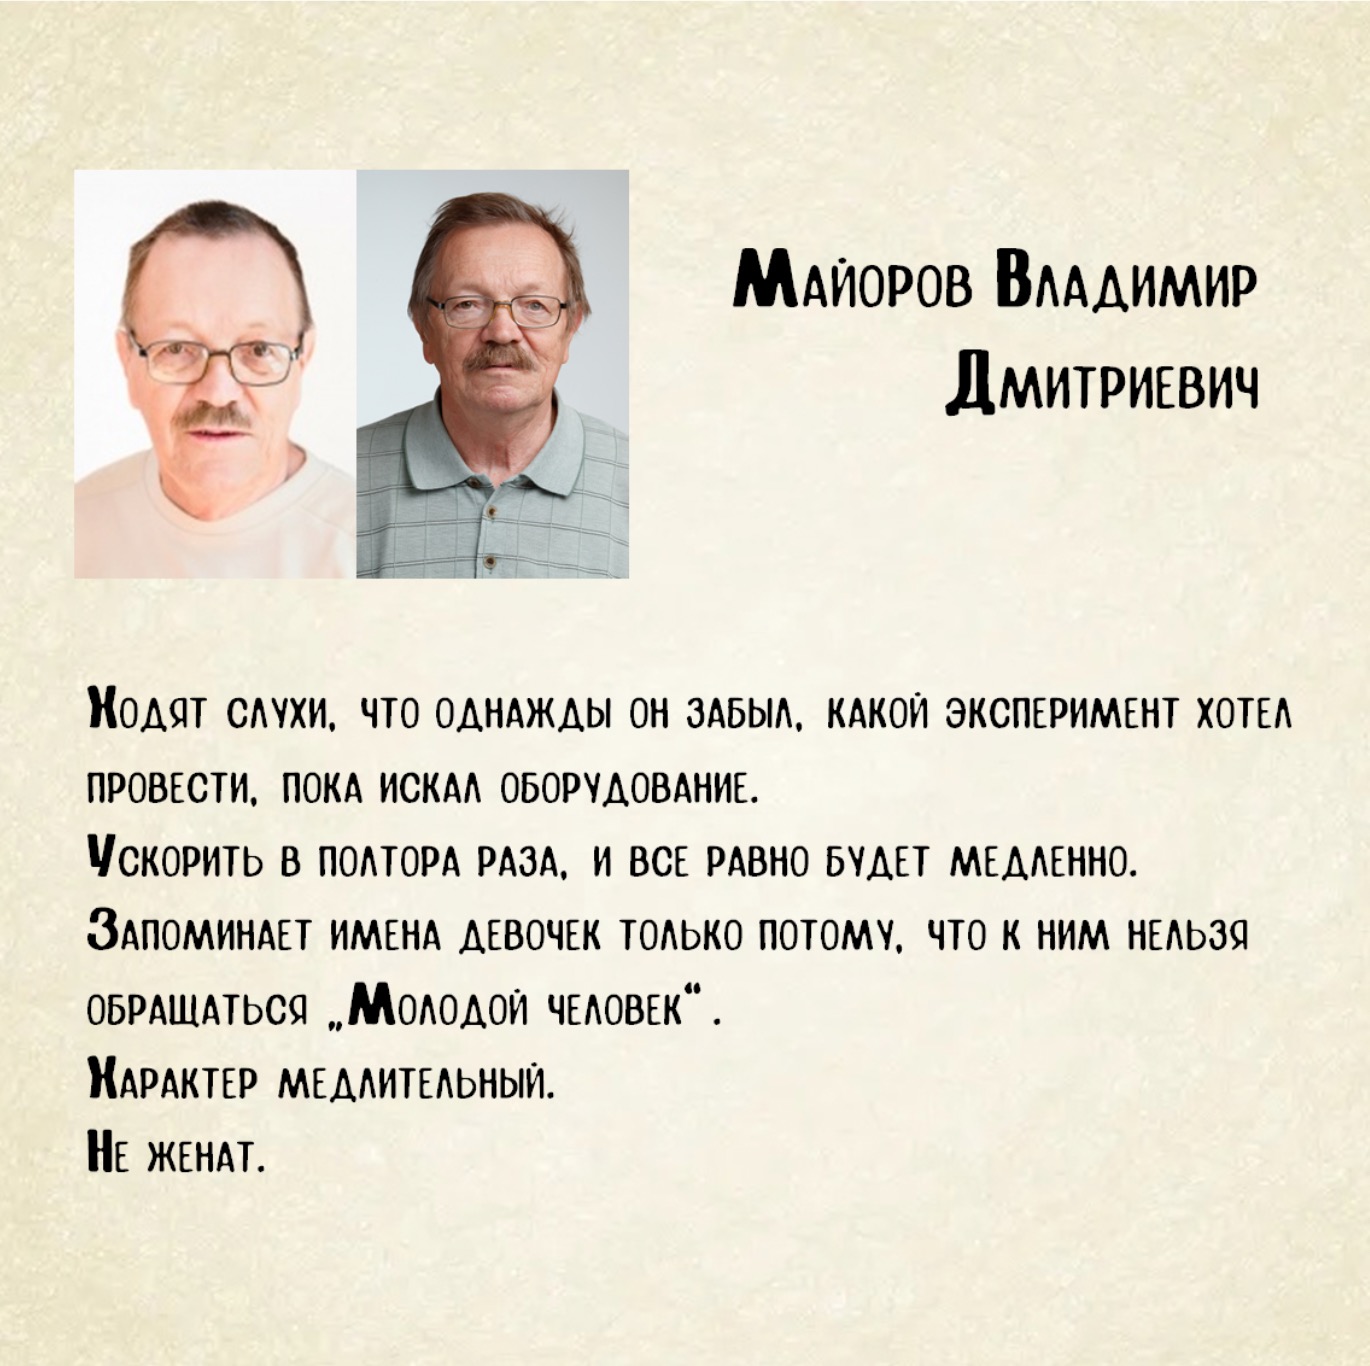 Майоров Владимир
Дмитриевич
Ходят слухи, что однажды он забыл, какой эксперимент хотел
провести, пока искал оборудование.
Ускорить в полтора раза, и все равно будет медленно.
Запоминает имена девочек только потому, что к ним нельзя
обращаться „Молодой человек“ .
Характер медлительный.
Не женат.